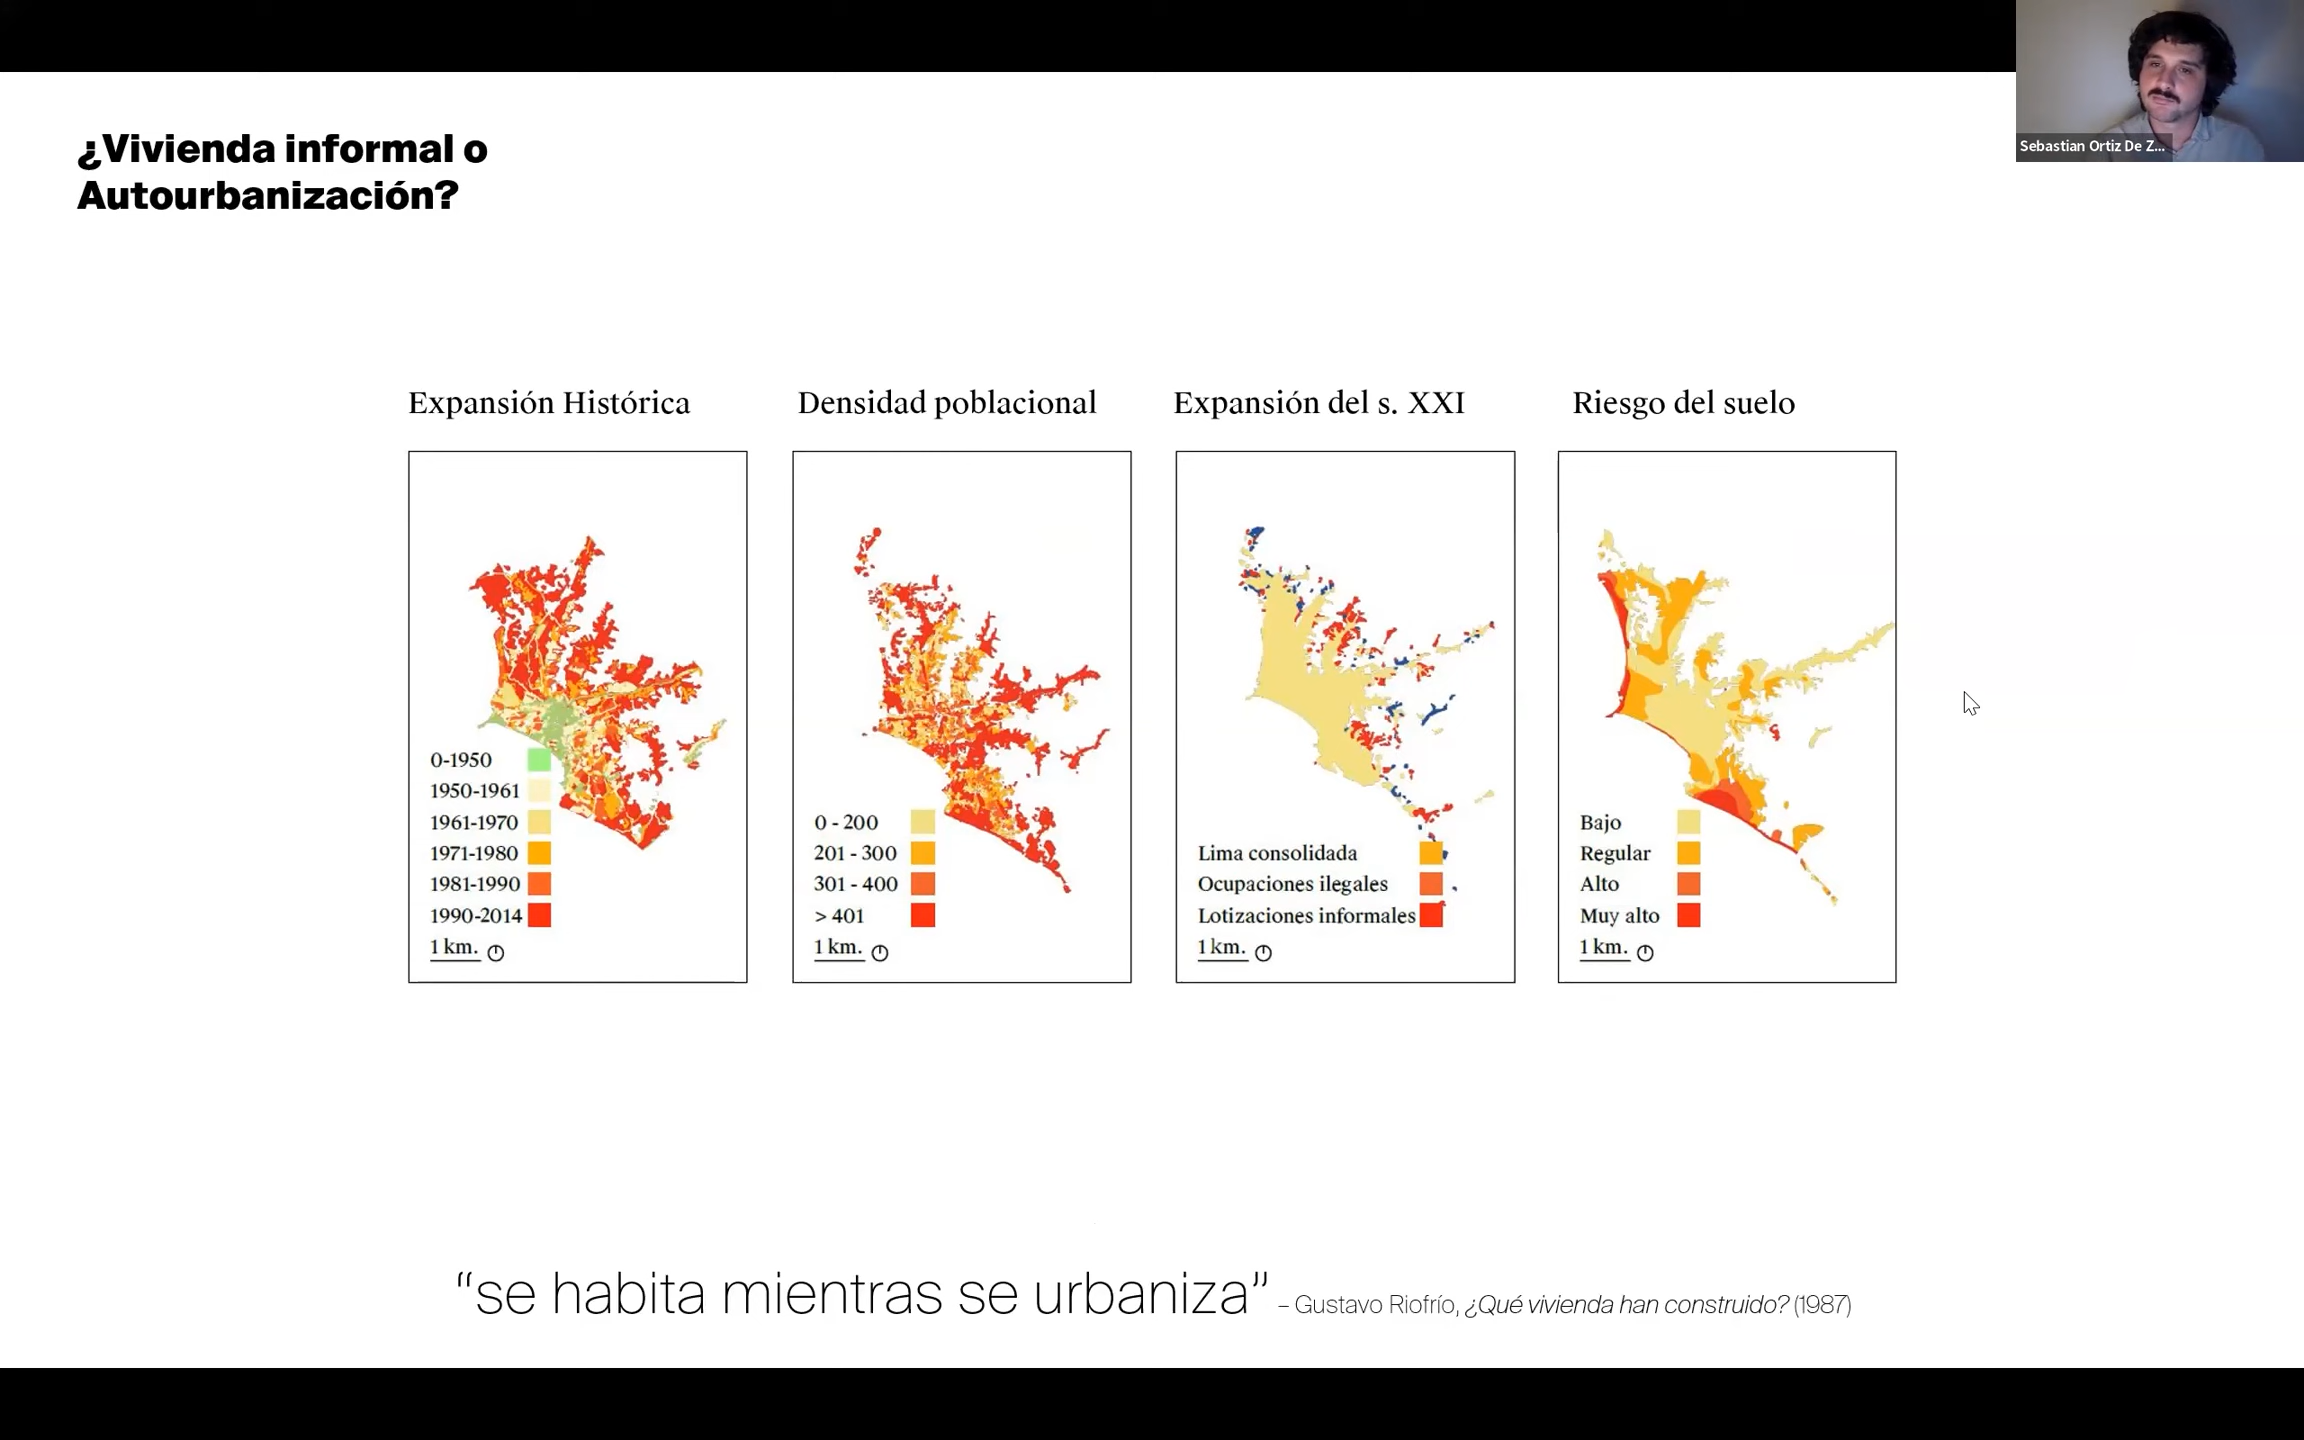 Sebastian Ortiz De Z...
¿Vivienda informal o
Autourbanización?
Expansión Histórica
0-1950
1950-1961
1961-1970
1971-1980
1981-1990
1990-2014
1 km.
Densidad poblacional
0 - 200
201 - 300
301 - 400
> 401
1 km.
Expansión del s. XXI
Lima consolidada
Ocupaciones ilegales
Lotizaciones informales
1 km.
Riesgo del suelo
Bajo
Regular
Alto
Muy alto
1 km.
“se habita mientras se urbaniza” – Gustavo Riofrío, ¿Qué vivienda han construido? (1987)